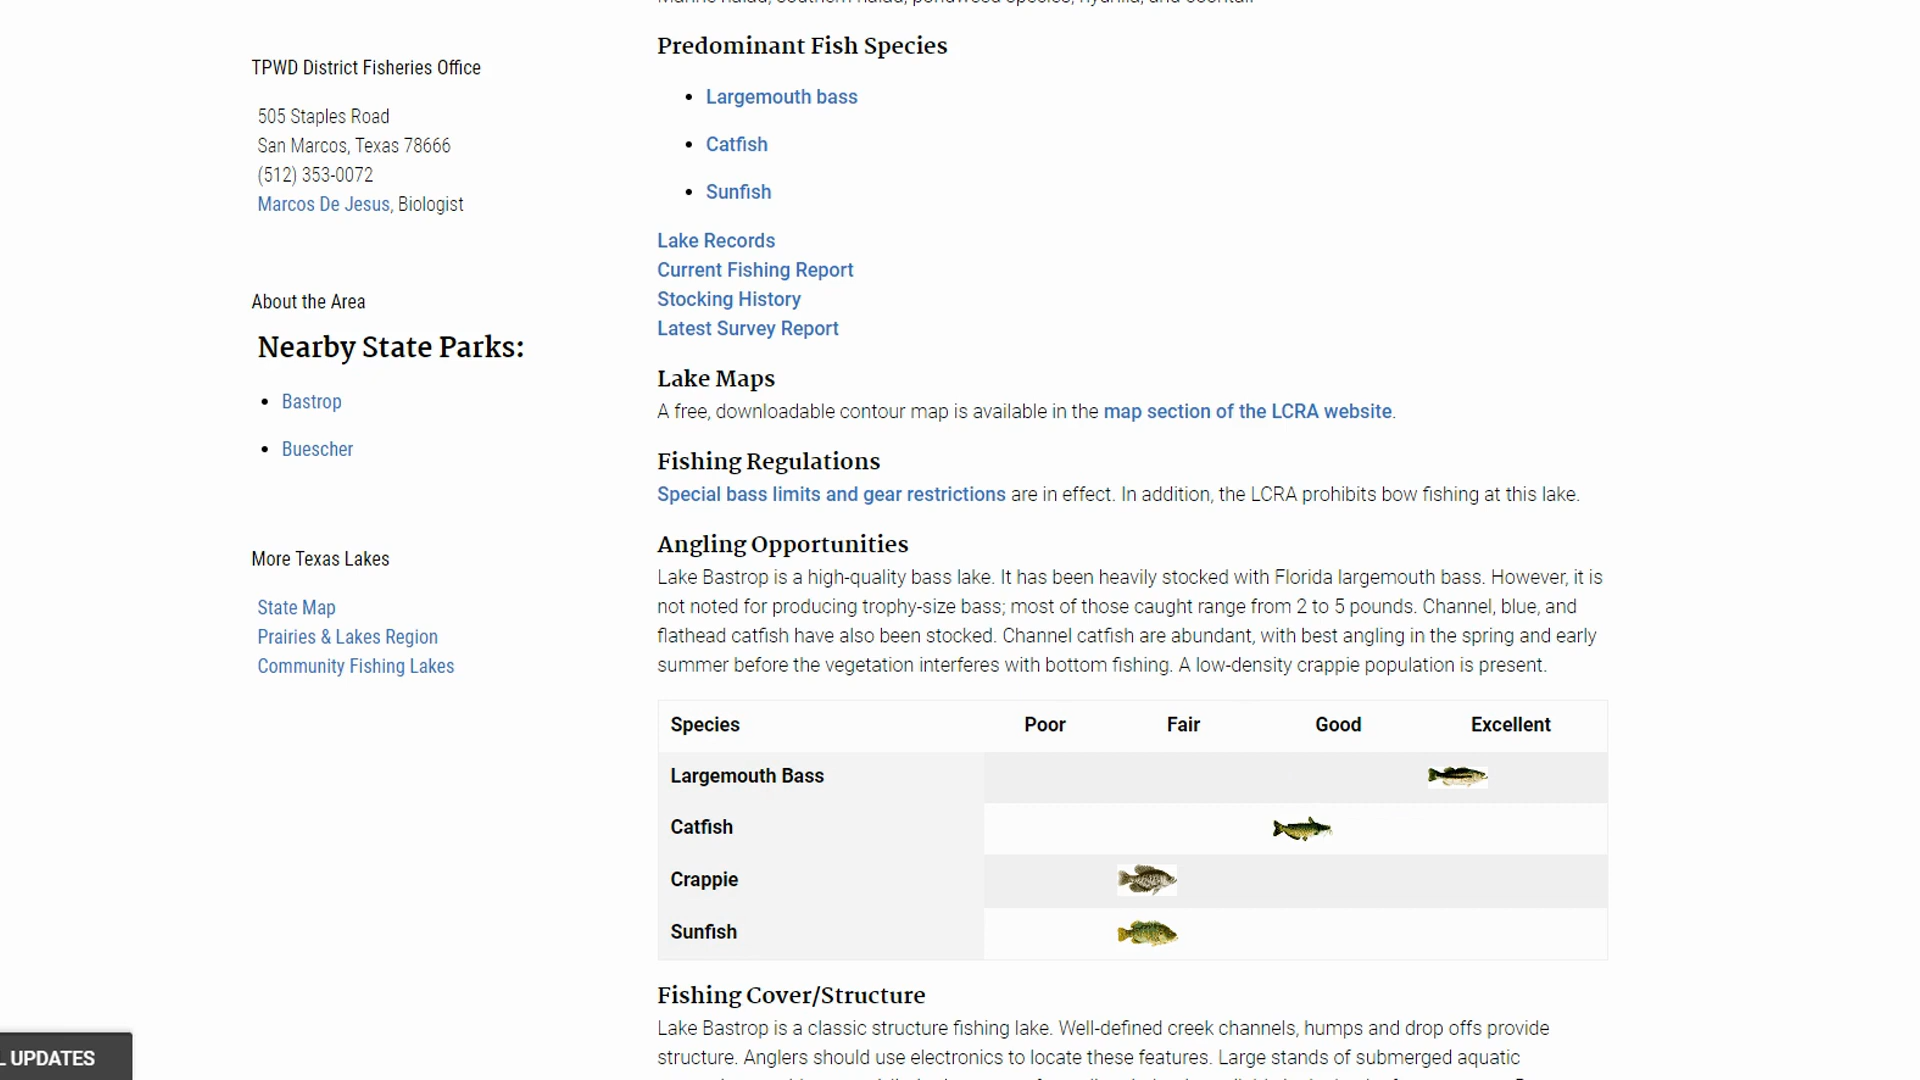 TPWD District Fisheries Office
505 Staples Road
San Marcos, Texas 78666
(512) 353-0072
Marcos De Jesus, Biologist
About the Area
Nearby State Parks:
• Bastrop
• Buescher
More Texas Lakes
State Map
Prairies & Lakes Region
Community Fishing Lakes
L UPDATES
Predominant Fish Species
• Largemouth bass
• Catfish
• Sunfish
Lake Records
Current Fishing Report
Stocking History
Latest Survey Report
Lake Maps
A free, downloadable contour map is available in the map section of the LCRA website.
Fishing Regulations
Special bass limits and gear restrictions are in effect. In addition, the LCRA prohibits bow fishing at this lake.
Angling Opportunities
Lake Bastrop is a high-quality bass lake. It has been heavily stocked with Florida largemouth bass. However, it is
not noted for producing trophy-size bass; most of those caught range from 2 to 5 pounds. Channel, blue, and
flathead catfish have also been stocked. Channel catfish are abundant, with best angling in the spring and early
summer before the vegetation interferes with bottom fishing. A low-density crappie population is present.
Species Poor Fair Good Excellent
Largemouth Bass
Catfish
Crappie
Sunfish
Fishing Cover/Structure
Lake Bastrop is a classic structure fishing lake. Well-defined creek channels, humps and drop offs provide
structure. Anglers should use electronics to locate these features. Large stands of submerged aquatic